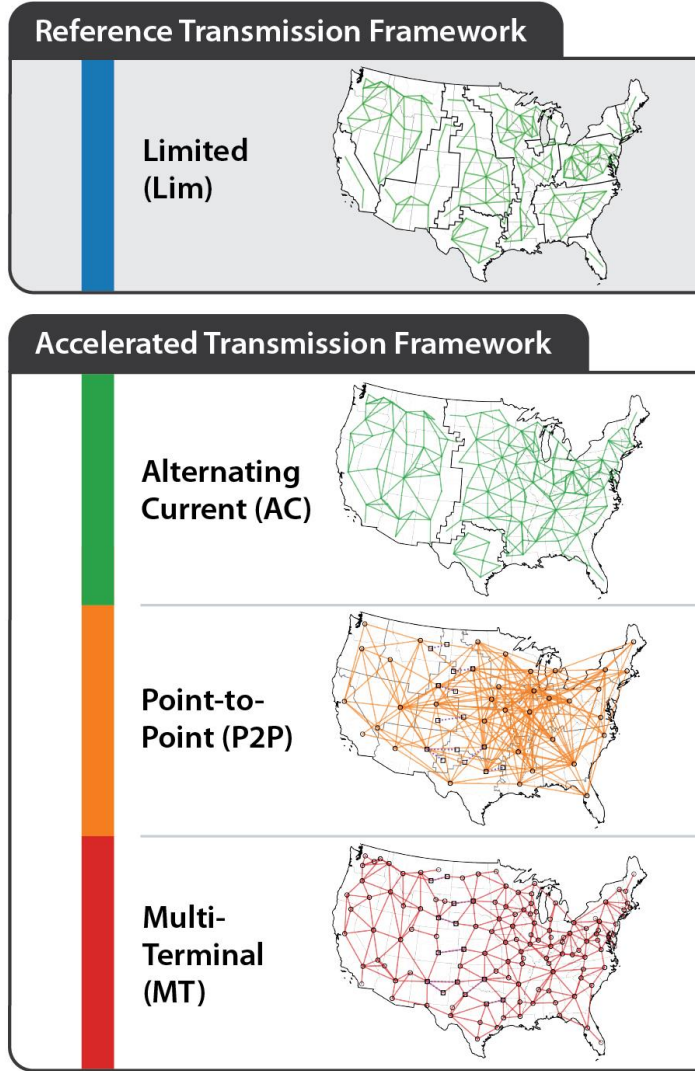 Reference Transmission Framework
Limited
(Lim)
Accelerated Transmission Framework
Alternating
Current (AC)
Point-to-
Point (P2P)
Multi-
Terminal
(MT)